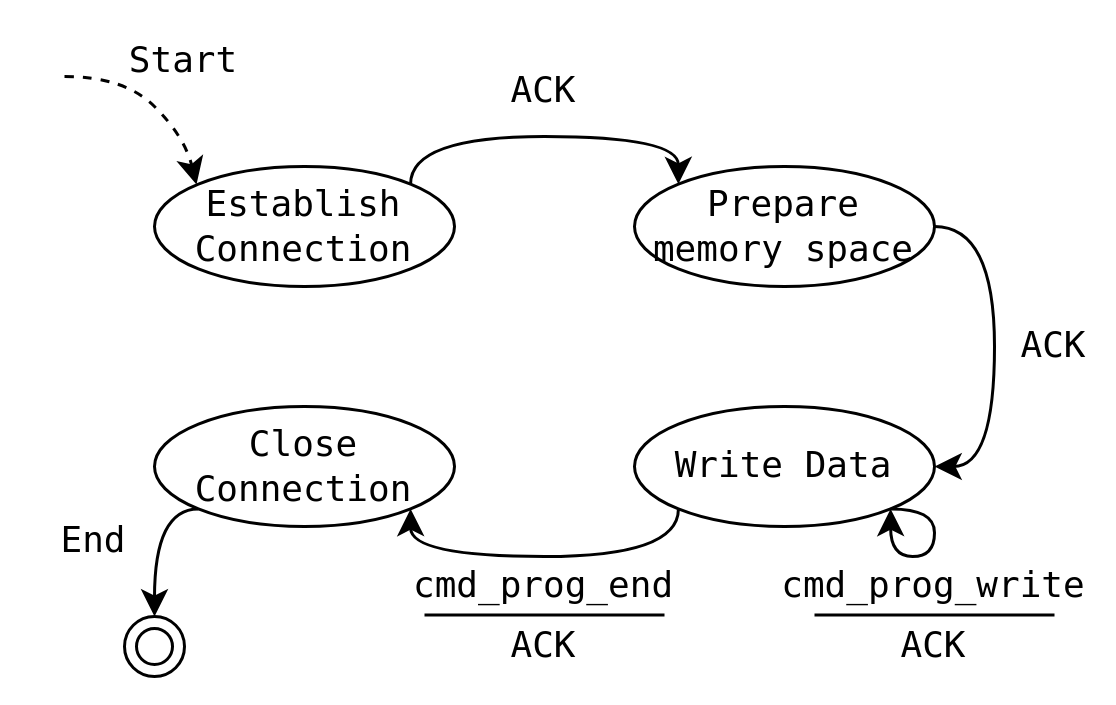 Start
ACK
Establish
Connection
Prepare
memory space
ACK
Close
Connection
Write Data
End
cmd_prog_end
ACK
cmd_prog_write
ACK